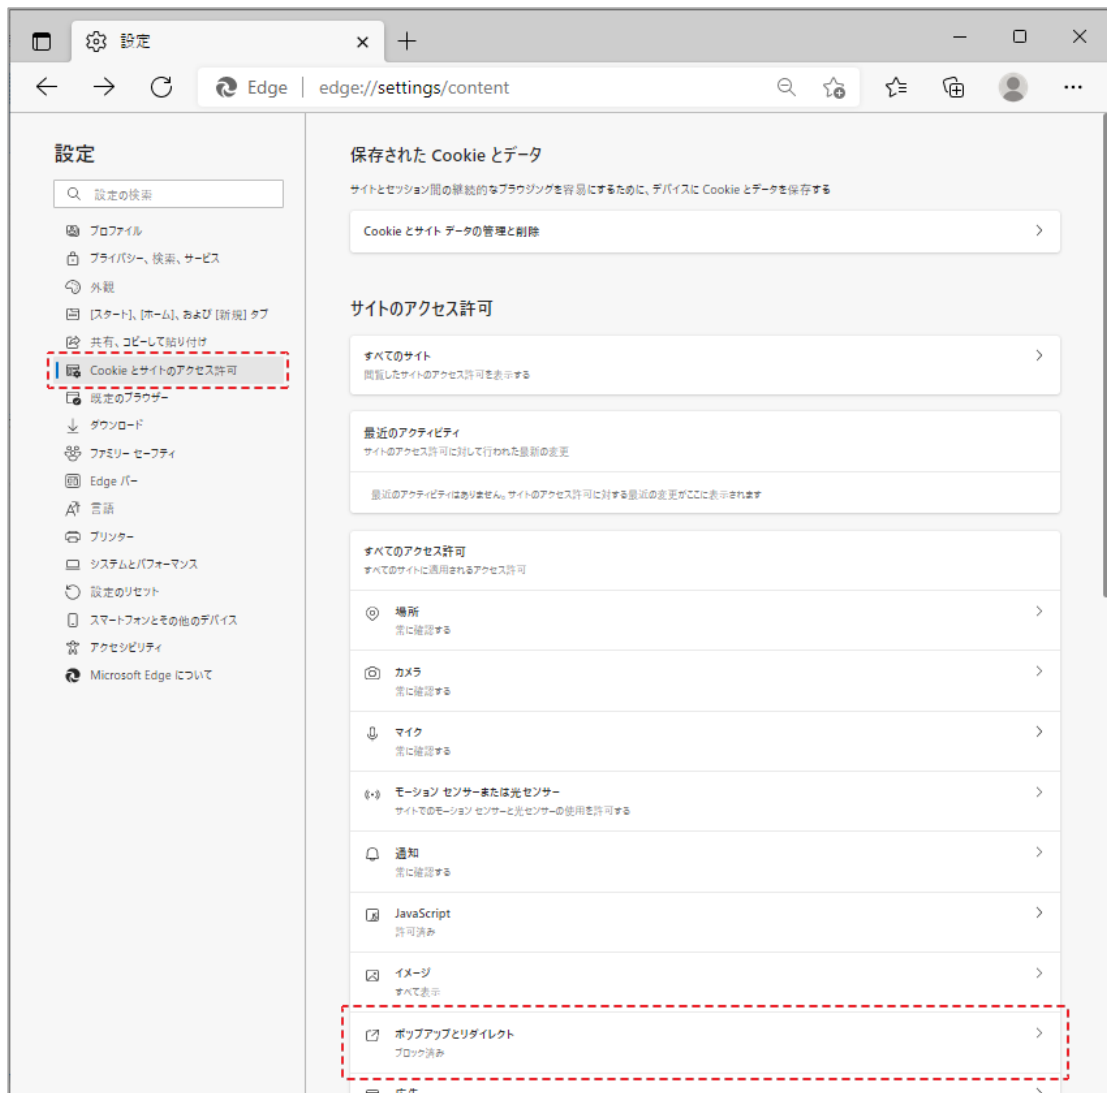 設定
Edge
edge://settings/content
設定
設定の検索
プロファイル
プライバシー、検索、サービス
外観
[スタート]、[ホーム]、および [新規] タブ
共有、コピーして貼り付け
Cookie とサイトのアクセス許可
既定のブラウザー
ダウンロード
ファミリー セーフティ
Edge バー
言語
プリンター
システムとパフォーマンス
設定のリセット
スマートフォンとその他のデバイス
アクセシビリティ
Microsoft Edge について
保存された Cookie とデータ
サイトとセッション間の継続的なブラウジングを容易にするために、デバイスに Cookie とデータを保存する
Cookie とサイト データの管理と削除
サイトのアクセス許可
すべてのサイト
閲覧したサイトのアクセス許可を表示する
最近のアクティビティ
サイトのアクセス許可に対して行われた最新の変更
最近のアクティビティはありません。サイトのアクセス許可に対する最近の変更がここに表示されます
すべてのアクセス許可
すべてのサイトに適用されるアクセス許可
場所
常に確認する
カメラ
常に確認する
マイク
常に確認する
モーション センサーまたは光センサー
サイトでのモーション センサーと光センサーの使用を許可する
通知
常に確認する
JavaScript
許可済み
イメージ
すべて表示
ポップアップとリダイレクト
ブロック済み